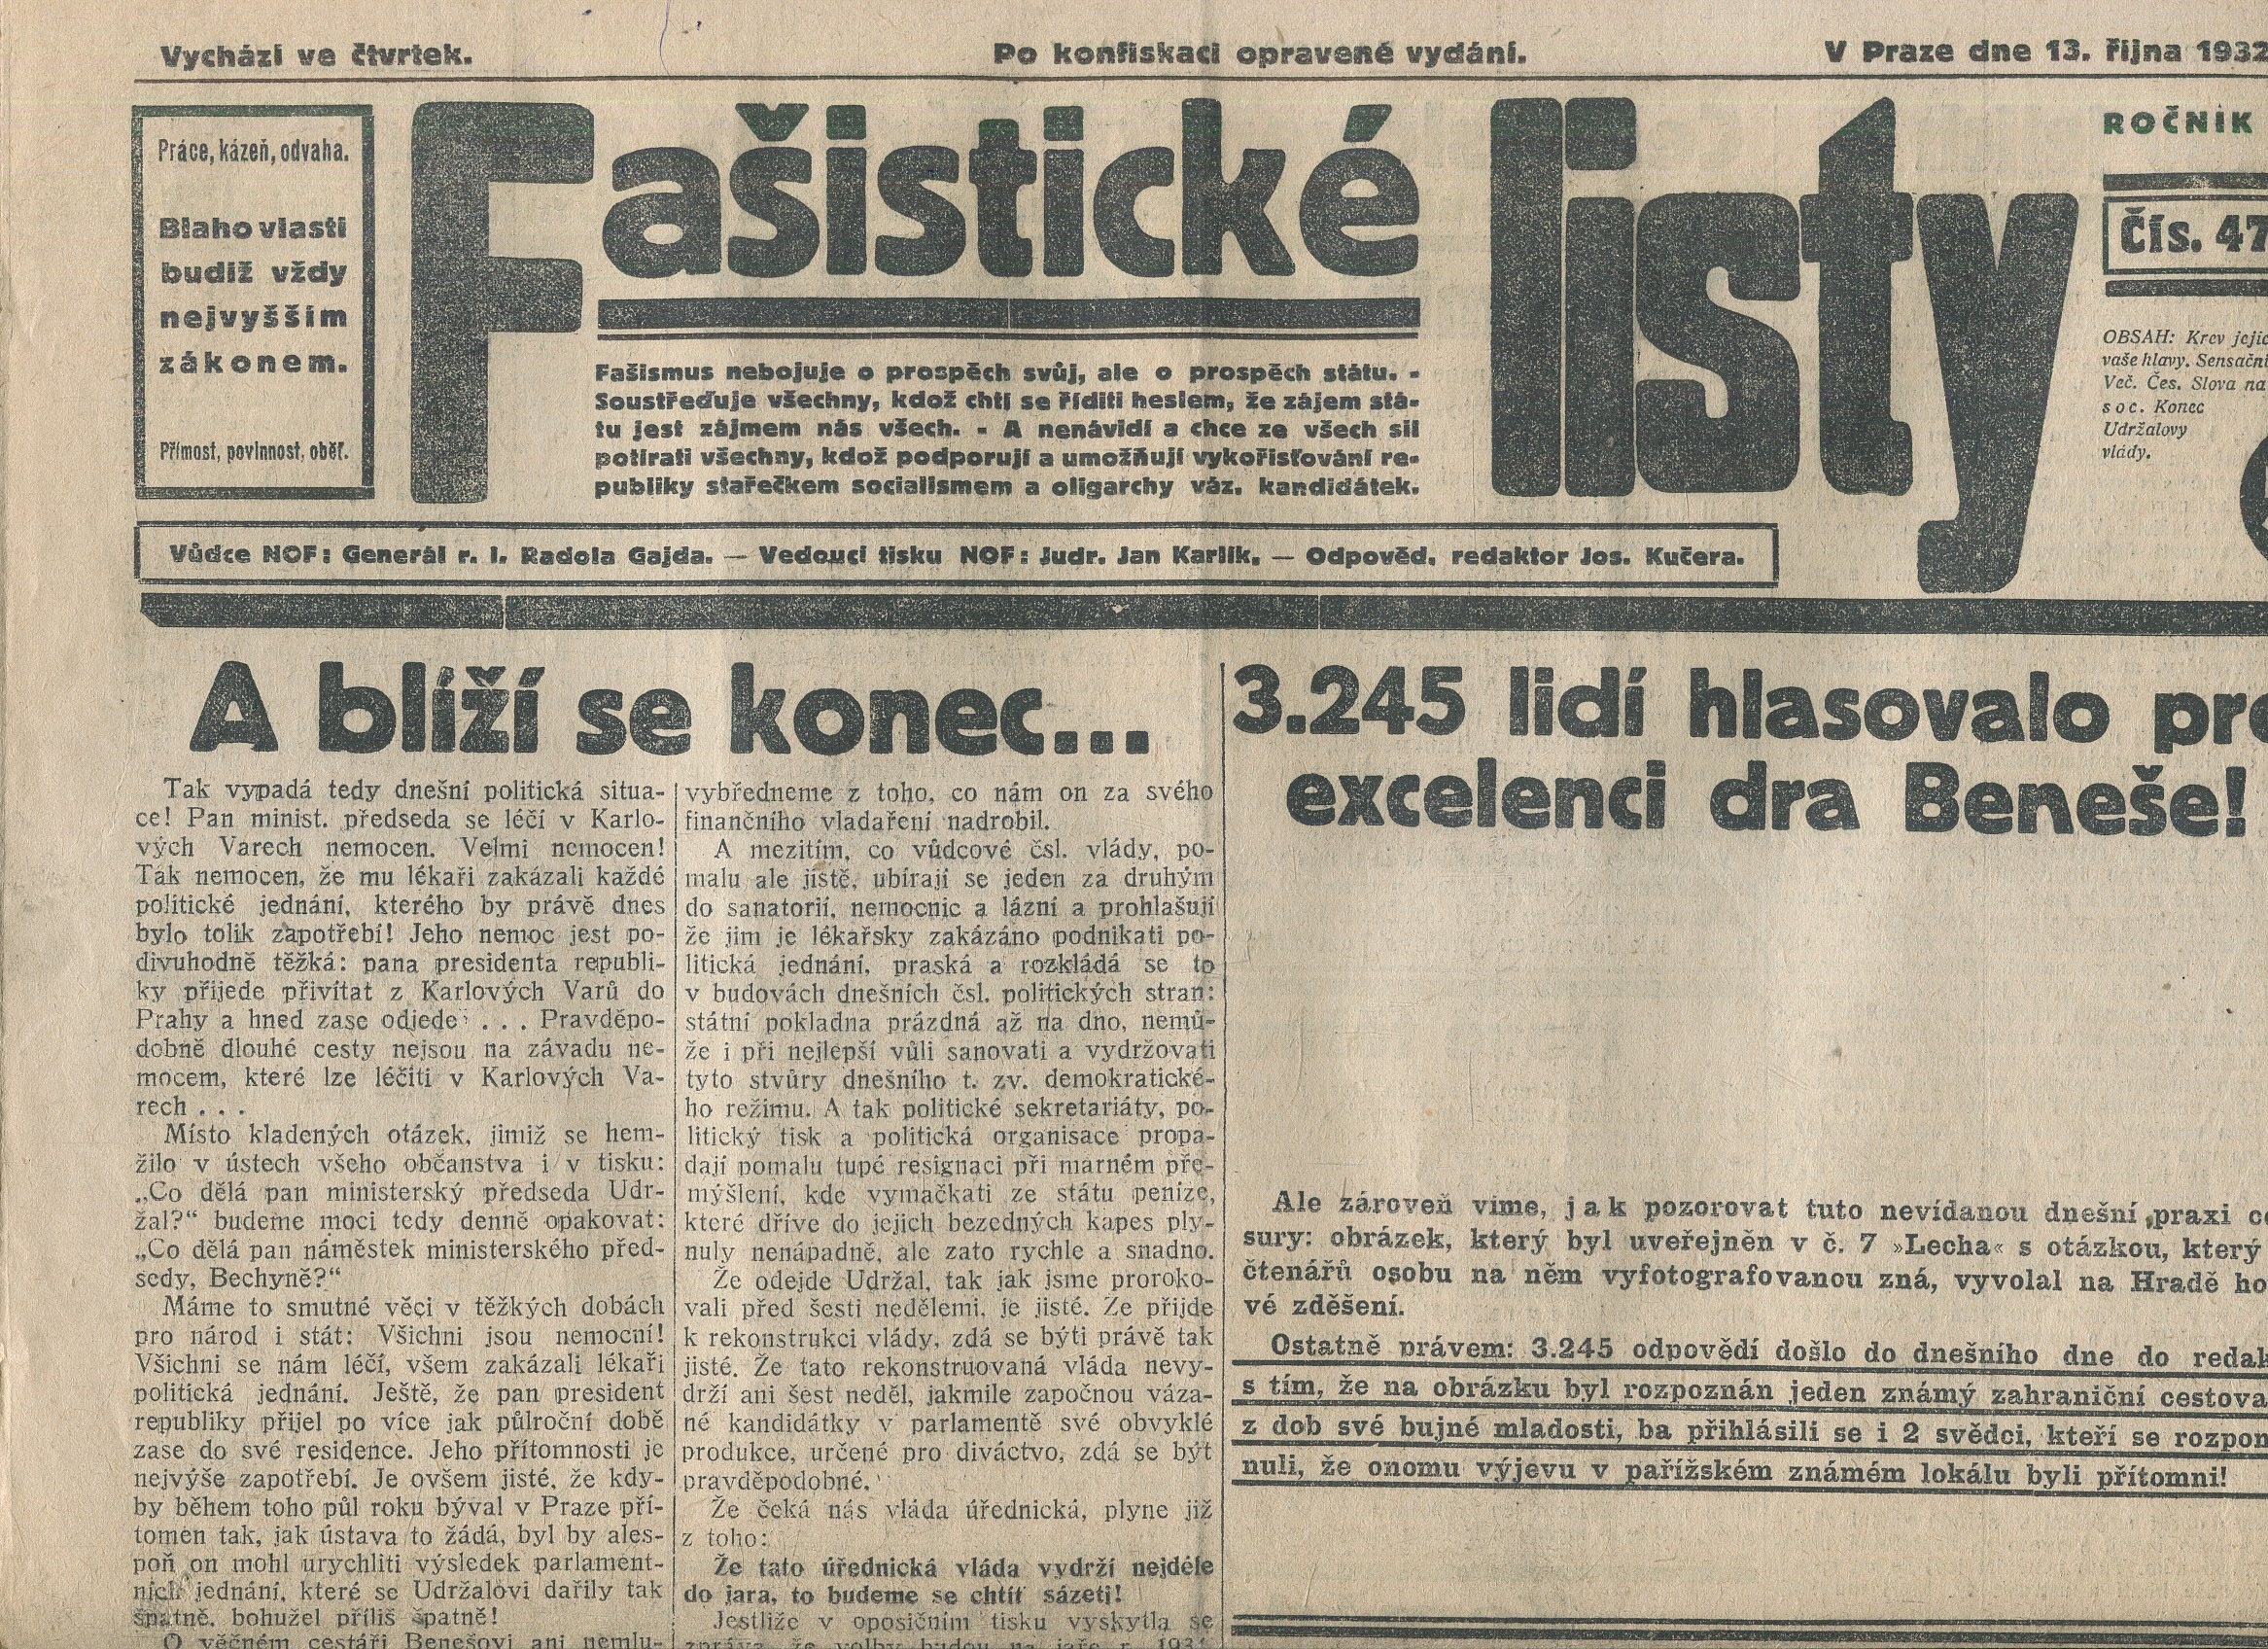 Vychází ve čtvrtek.
Po konfiskaci opravené vydání.
V Praze dne 13. října 1932
Práce, kázeň, odvaha.
Blaho vlasti
budiž vždy
nejvyšším
zákonem.
Přímost, povinnost, oběť.
Fašistické listy
Fašismus nebojuje o prospěch svůj, ale o prospěch státu. -
Soustřeďuje všechny, kdož chtí se říditi heslem, že zájem stá-
tu jest zájmem nás všech. - A nenávidí a chce ze všech sil
potírati všechny, kdož podporují a umožňují vykořisťování re-
publiky stařečkem socialismem a oligarchy váz. kandidátek.
ROČNÍK
Čís. 47
OBSAH: Krev jejic
vaše hlavy. Sensační
Več. Čes. Slova na
soc. Konec
Udržalovy
vlády.
Vůdce NOF: Generál r. l. Radola Gajda. — Vedoucí tisku NOF: Judr. Jan Karlík. — Odpověd. redaktor Jos. Kučera.
A blíží se konec...
Tak vypadá tedy dnešní politická situa-
ce! Pan minist. předseda se léčí v Karlo-
vých Varech nemocen. Velmi nemocen!
Tak nemocen, že mu lékaři zakázali každé
politické jednání, kterého by právě dnes
bylo tolik zapotřebí! Jeho nemoc jest po-
divuhodně těžká: pana presidenta republi-
ky přijede přivítat z Karlových Varů do
Prahy a hned zase odjede . . . Pravděpo-
dobně dlouhé cesty nejsou na závadu ne-
mocem, které lze léčiti v Karlových Va-
rech . . .
Místo kladených otázek, jimiž se hem-
žilo v ústech všeho občanstva i v tisku:
„Co dělá pan ministerský předseda Udr-
žal?“ budeme moci tedy denně opakovat:
„Co dělá pan náměstek ministerského před-
sedy, Bechyně?“
Máme to smutné věci v těžkých dobách
pro národ i stát: Všichni jsou nemocni!
Všichni se nám léčí, všem zakázali lékaři
politická jednání. Ještě, že pan president
republiky přijel po více jak půlroční době
zase do své residence. Jeho přítomnosti je
nejvýše zapotřebí. Je ovšem jisté, že kdy-
by během toho půl roku býval v Praze pří-
tomen tak, jak ústava to žádá, byl by ales-
poň on mohl urychliti výsledek parlament-
ních jednání, které se Udržalovi dařily tak
špatně, bohužel příliš špatně!
O věčném cestáři Benešovi ani nemlu-
vybředneme z toho, co nám on za svého
finančního vladaření nadrobil.
A mezitím, co vůdcové čsl. vlády, po-
malu ale jistě, ubírají se jeden za druhým
do sanatorií, nemocnic a lázní a prohlašují
že jim je lékařsky zakázáno podnikati po-
litická jednání, praská a rozkládá se to
v budovách dnešních čsl. politických stran:
státní pokladna prázdná až na dno, nemů-
že i při nejlepší vůli sanovati a vydržovati
tyto stvůry dnešního t. zv. demokratické-
ho režimu. A tak politické sekretariáty, po-
litický tisk a politická organisace propa-
dají pomalu tupé resignaci při marném pře-
mýšlení, kde vymačkati ze státu peníze,
které dříve do jejich bezedných kapes ply-
nuly nenápadně, ale zato rychle a snadno.
Že odejde Udržal, tak jak jsme proroko-
vali před šesti nedělemi, je jisté. Že přijde
k rekonstrukci vlády, zdá se býti právě tak
jisté. Že tato rekonstruovaná vláda nevy-
drží ani šest neděl, jakmile započnou váza-
né kandidátky v parlamentě své obvyklé
produkce, určené pro diváctvo, zdá se být
pravděpodobné.
Že čeká nás vláda úřednická, plyne již
z toho:
Že tato úřednická vláda vydrží nejdéle
do jara, to budeme se chtít sázeti!
Jestliže v oposičním tisku vyskytla se
zpráva, že volby budou na jaře r. 1931,
3.245 lidí hlasovalo pro
excelenci dra Beneše!
Ale zároveň víme, jak pozorovat tuto nevídanou dnešní praxi ce
sury: obrázek, který byl uveřejněn v č. 7 »Lecha« s otázkou, který
čtenářů osobu na něm vyfotografovanou zná, vyvolal na Hradě ho
vé zděšení.
Ostatně právem: 3.245 odpovědí došlo do dnešního dne do redak
s tím, že na obrázku byl rozpoznán jeden známý zahraniční cestova
z dob své bujné mladosti, ba přihlásili se i 2 svědci, kteří se rozpom
nuli, že onomu výjevu v pařížském známém lokálu byli přítomni!